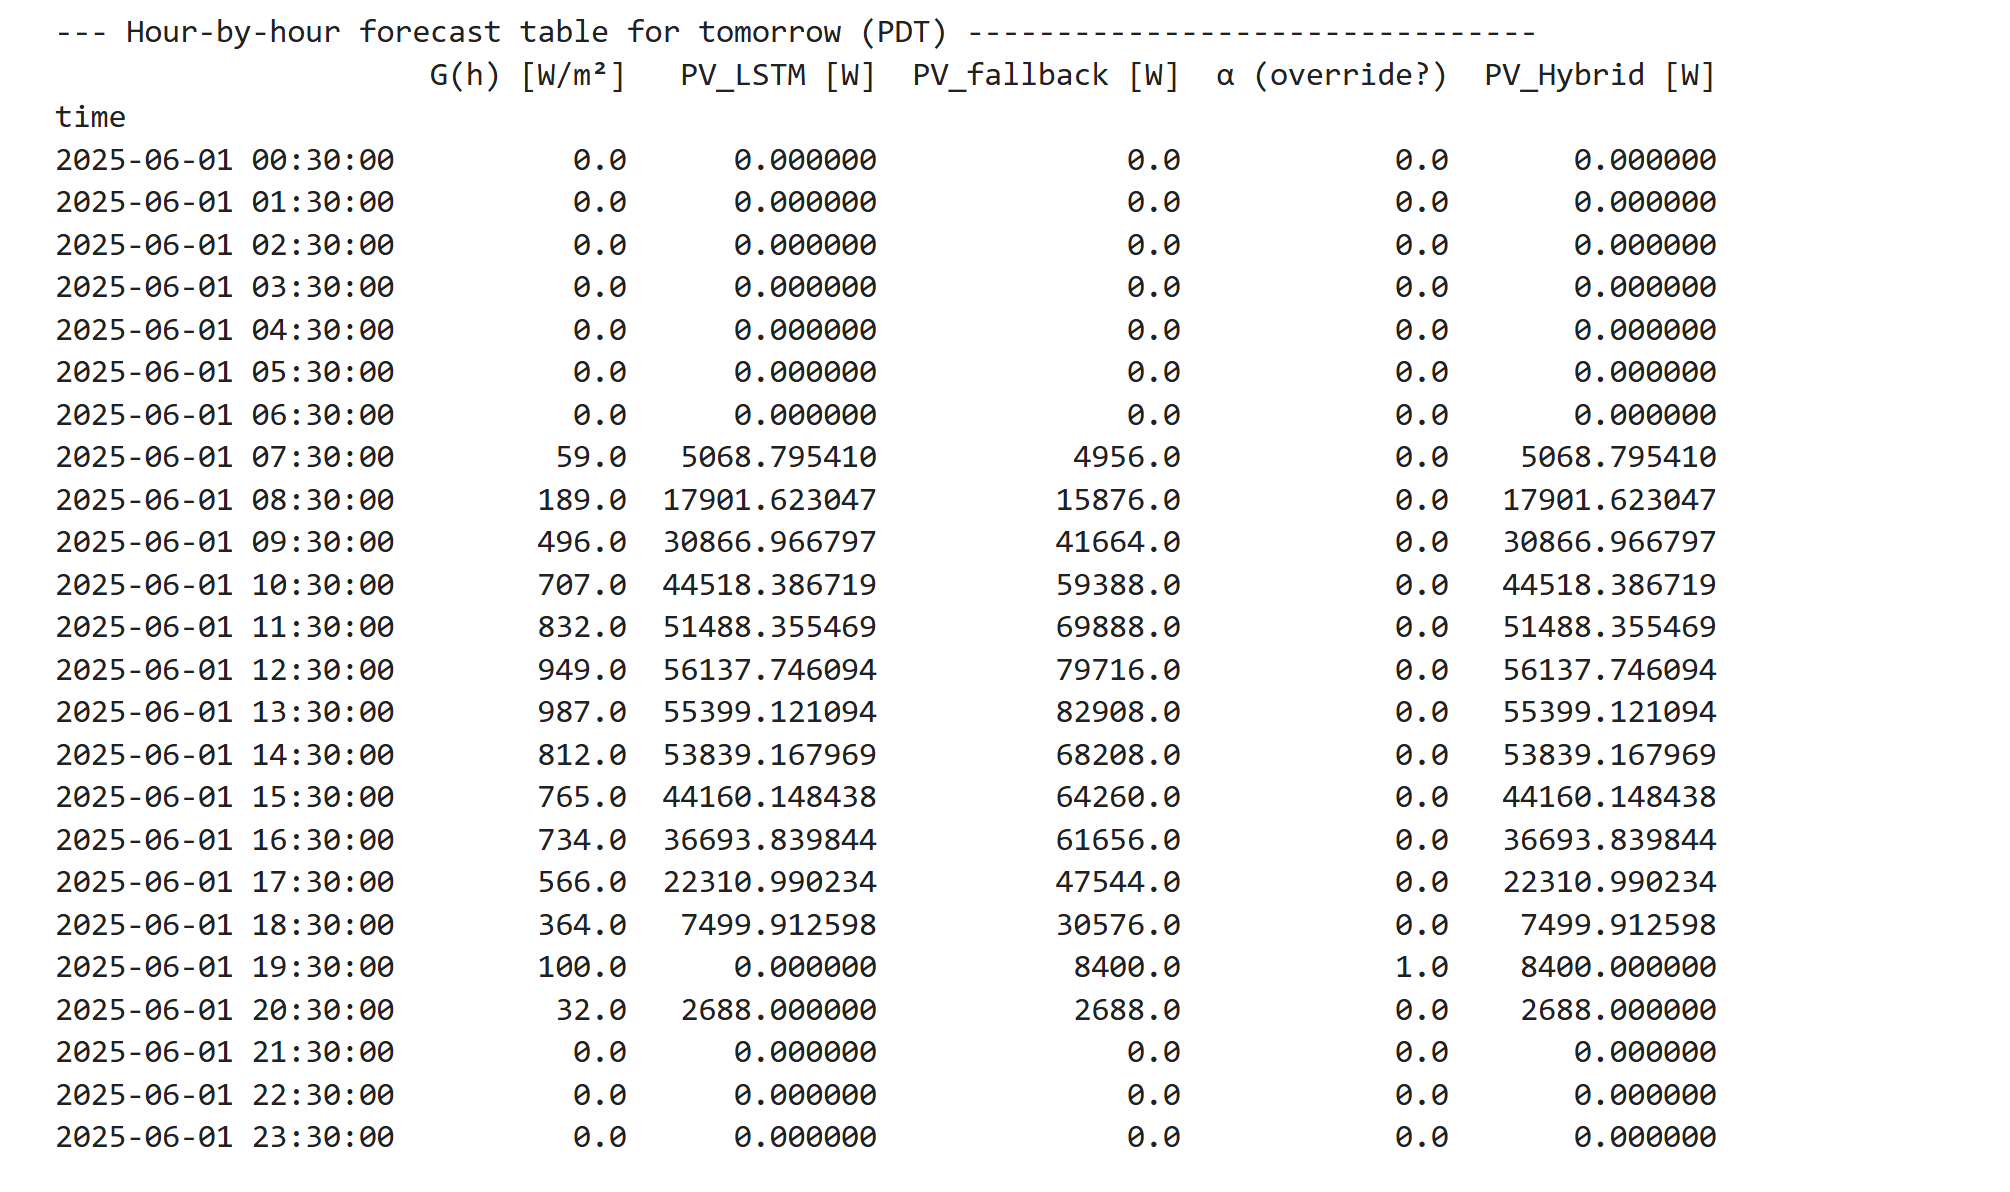 --- Hour-by-hour forecast table for tomorrow (PDT) --------------------------------
G(h) [W/m²] PV_LSTM [W] PV_fallback [W] α (override?) PV_Hybrid [W]
time
2025-06-01 00:30:00 0.0 0.000000 0.0 0.0 0.000000
2025-06-01 01:30:00 0.0 0.000000 0.0 0.0 0.000000
2025-06-01 02:30:00 0.0 0.000000 0.0 0.0 0.000000
2025-06-01 03:30:00 0.0 0.000000 0.0 0.0 0.000000
2025-06-01 04:30:00 0.0 0.000000 0.0 0.0 0.000000
2025-06-01 05:30:00 0.0 0.000000 0.0 0.0 0.000000
2025-06-01 06:30:00 0.0 0.000000 0.0 0.0 0.000000
2025-06-01 07:30:00 59.0 5068.795410 4956.0 0.0 5068.795410
2025-06-01 08:30:00 189.0 17901.623047 15876.0 0.0 17901.623047
2025-06-01 09:30:00 496.0 30866.966797 41664.0 0.0 30866.966797
2025-06-01 10:30:00 707.0 44518.386719 59388.0 0.0 44518.386719
2025-06-01 11:30:00 832.0 51488.355469 69888.0 0.0 51488.355469
2025-06-01 12:30:00 949.0 56137.746094 79716.0 0.0 56137.746094
2025-06-01 13:30:00 987.0 55399.121094 82908.0 0.0 55399.121094
2025-06-01 14:30:00 812.0 53839.167969 68208.0 0.0 53839.167969
2025-06-01 15:30:00 765.0 44160.148438 64260.0 0.0 44160.148438
2025-06-01 16:30:00 734.0 36693.839844 61656.0 0.0 36693.839844
2025-06-01 17:30:00 566.0 22310.990234 47544.0 0.0 22310.990234
2025-06-01 18:30:00 364.0 7499.912598 30576.0 0.0 7499.912598
2025-06-01 19:30:00 100.0 0.000000 8400.0 1.0 8400.000000
2025-06-01 20:30:00 32.0 2688.000000 2688.0 0.0 2688.000000
2025-06-01 21:30:00 0.0 0.000000 0.0 0.0 0.000000
2025-06-01 22:30:00 0.0 0.000000 0.0 0.0 0.000000
2025-06-01 23:30:00 0.0 0.000000 0.0 0.0 0.000000